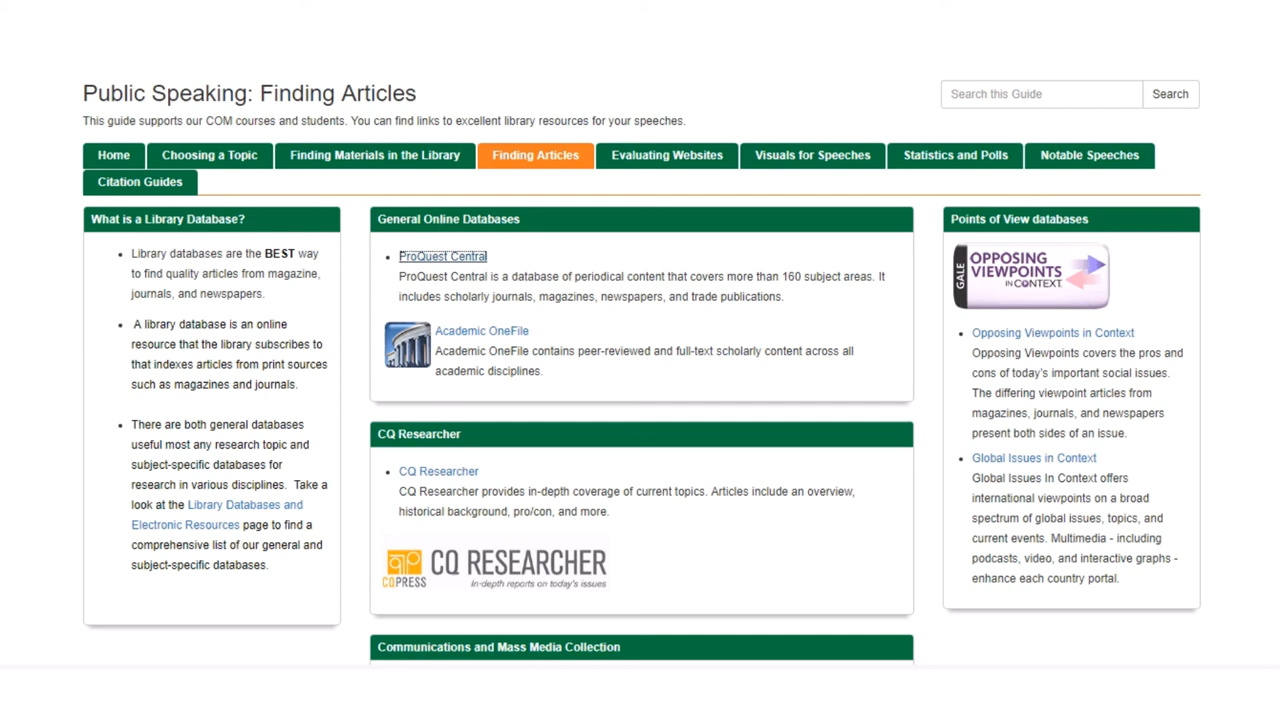 Public Speaking: Finding Articles
Search this Guide
Search
This guide supports our COM courses and students. You can find links to excellent library resources for your speeches.
Home
Choosing a Topic
Finding Materials in the Library
Finding Articles
Evaluating Websites
Visuals for Speeches
Statistics and Polls
Notable Speeches
Citation Guides
What is a Library Database?
Library databases are the BEST way
to find quality articles from magazine,
journals, and newspapers.
A library database is an online
resource that the library subscribes to
that indexes articles from print sources
such as magazines and journals.
There are both general databases
useful most any research topic and
subject-specific databases for
research in various disciplines. Take a
look at the Library Databases and
Electronic Resources page to find a
comprehensive list of our general and
subject-specific databases.
General Online Databases
ProQuest Central
ProQuest Central is a database of periodical content that covers more than 160 subject areas. It
includes scholarly journals, magazines, newspapers, and trade publications.
Academic OneFile
Academic OneFile contains peer-reviewed and full-text scholarly content across all
academic disciplines.
CQ Researcher
CQ Researcher
CQ Researcher provides in-depth coverage of current topics. Articles include an overview,
historical background, pro/con, and more.
CQPRESS
CQ RESEARCHER
In-depth reports on today's issues
Communications and Mass Media Collection
Points of View databases
GALE
OPPOSING
VIEWPOINTS
IN CONTEXT
Opposing Viewpoints in Context
Opposing Viewpoints covers the pros and
cons of today's important social issues.
The differing viewpoint articles from
magazines, journals, and newspapers
present both sides of an issue.
Global Issues in Context
Global Issues In Context offers
international viewpoints on a broad
spectrum of global issues, topics, and
current events. Multimedia - including
podcasts, video, and interactive graphs -
enhance each country portal.